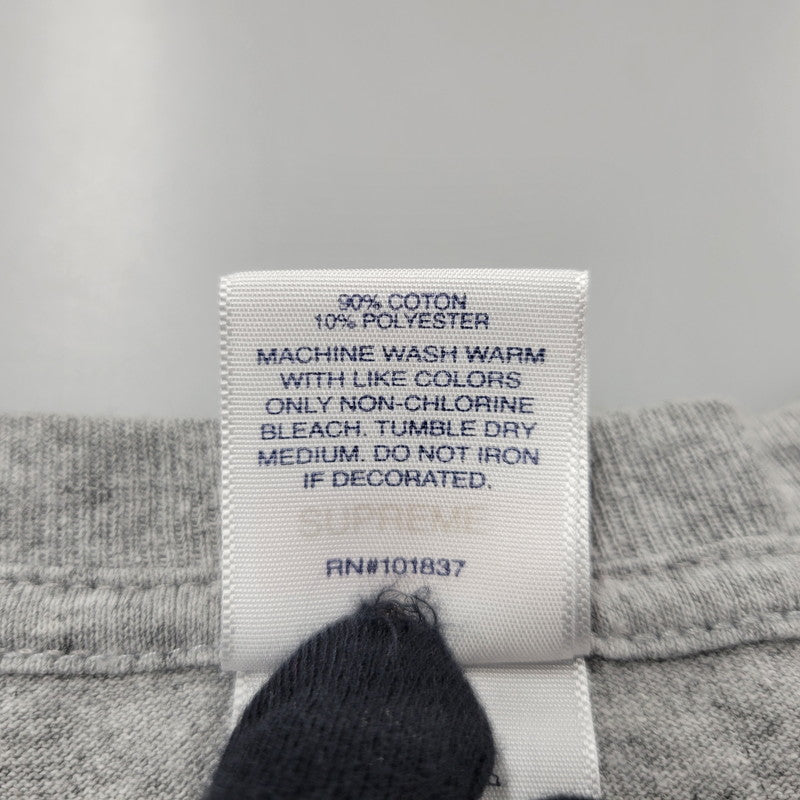 90% COTON
10% POLYESTER
MACHINE WASH WARM
WITH LIKE COLORS
ONLY NON-CHLORINE
BLEACH. TUMBLE DRY
MEDIUM. DO NOT IRON
IF DECORATED.
SUPREME
RN#101837